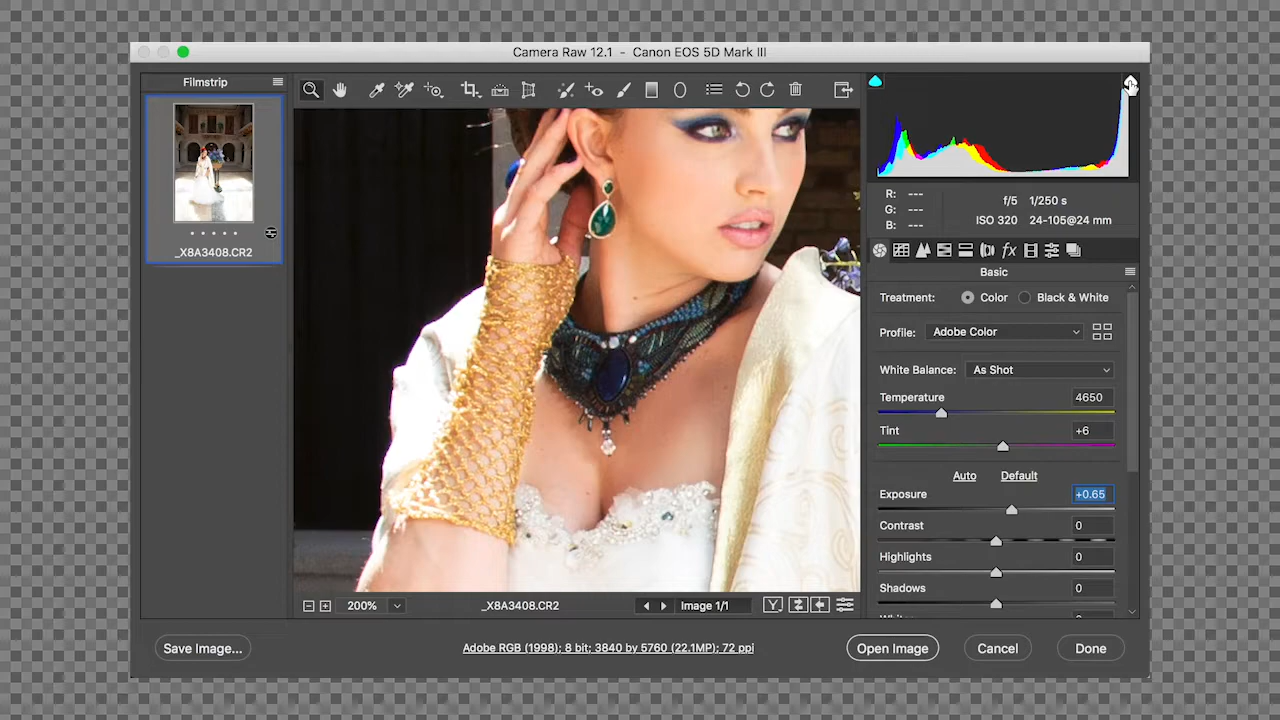 Camera Raw 12.1 - Canon EOS 5D Mark III
Filmstrip
_X8A3408.CR2
200%
_X8A3408.CR2
Image 1/1
R: ---
G: ---
B: ---
f/5 1/250 s
ISO 320 24-105@24 mm
fx
Basic
Treatment: Color Black & White
Profile: Adobe Color
White Balance: As Shot
Temperature 4650
Tint +6
Auto Default
Exposure +0.65
Contrast 0
Highlights 0
Shadows 0
Save Image...
Adobe RGB (1998); 8 bit; 3840 by 5760 (22.1MP); 72 ppi
Open Image
Cancel
Done